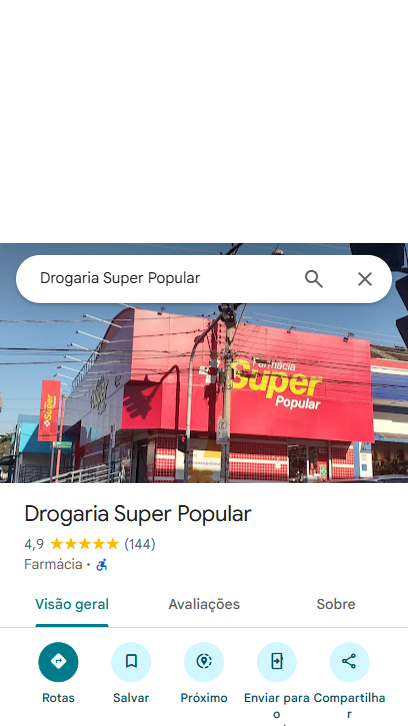 Drogaria Super Popular
Farmácia
Super
Popular
Super
Drogaria Super Popular
4,9 (144)
Farmácia •
Visão geral Avaliações Sobre
Rotas Salvar Próximo Enviar para o Compartilhar